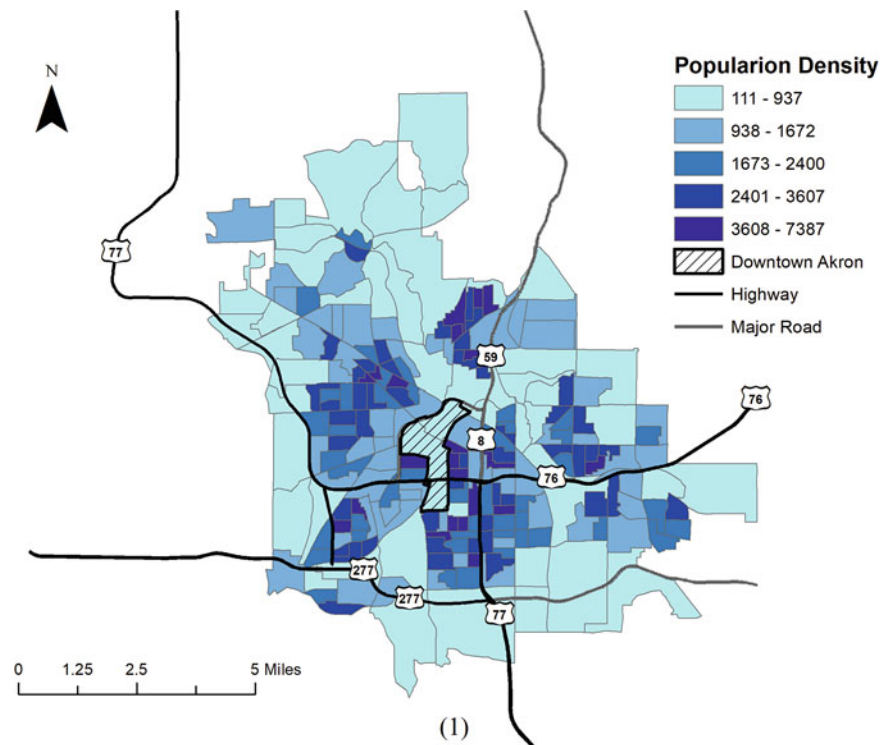 N
Popularion Density
111 - 937
938 - 1672
1673 - 2400
2401 - 3607
3608 - 7387
Downtown Akron
Highway
Major Road
77
59
76
8
76
277
277
77
0 1.25 2.5 5 Miles
(1)